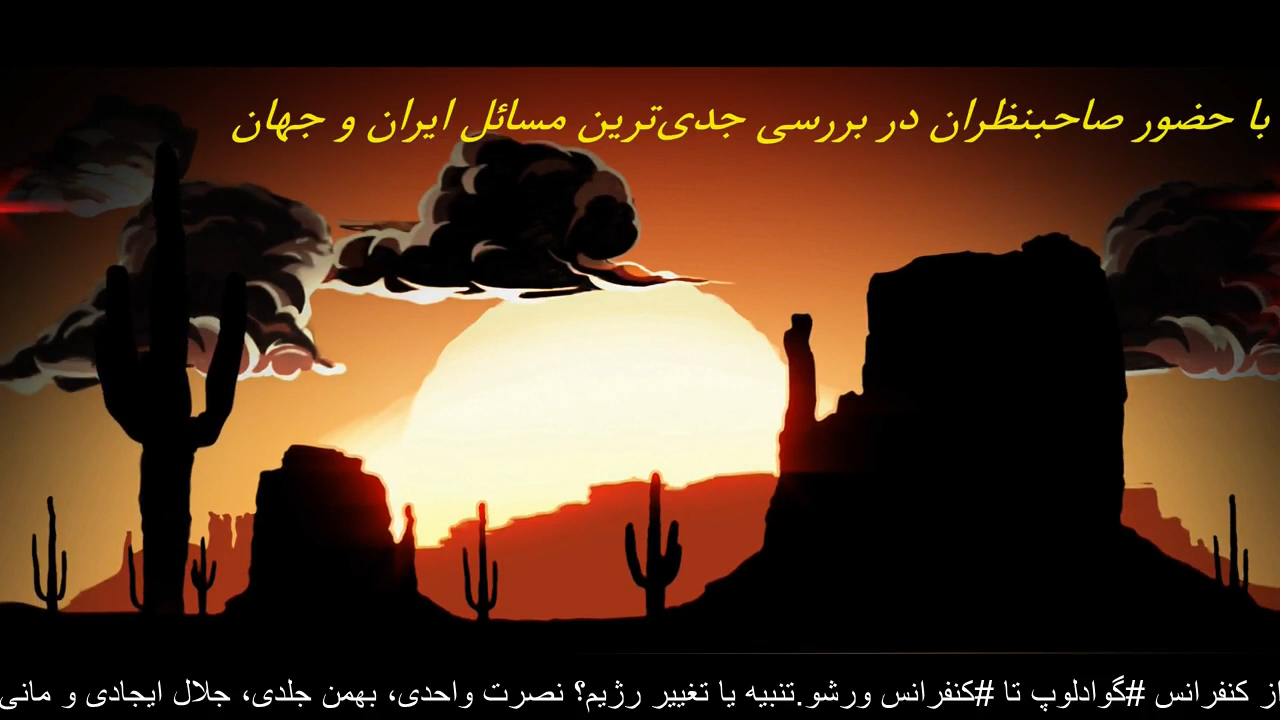 با حضور صاحبنظران در بررسی جدی‌ترین مسائل ایران و جهان
از کنفرانس #گوادلوپ تا #کنفرانس ورشو.تنبیه یا تغییر رژیم؟ نصرت واحدی، بهمن جلدی، جلال ایجادی و مانی